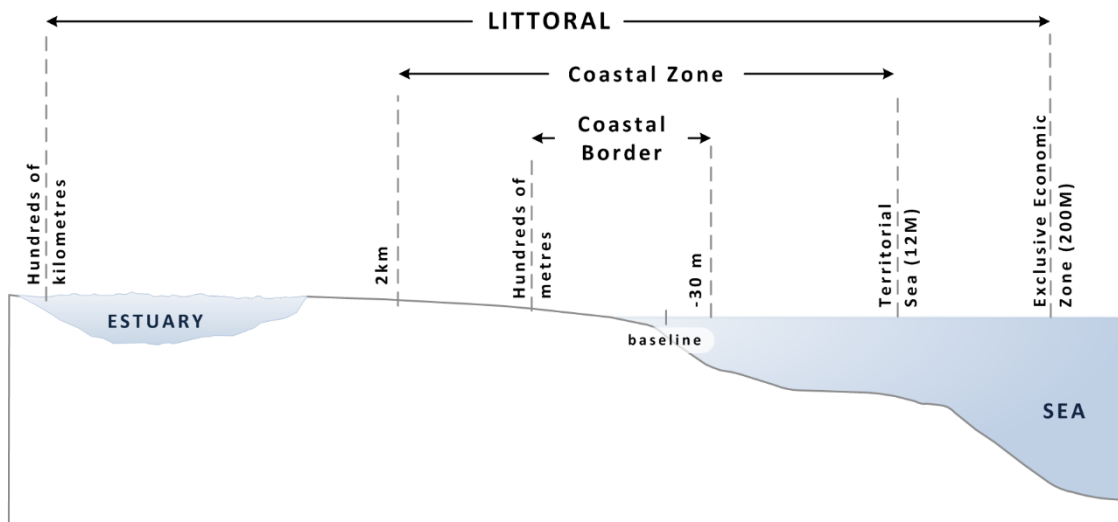 LITTORAL
Coastal Zone
Coastal
Border
Hundreds of
kilometres
2km
Hundreds of
metres
-30 m
Territorial
Sea (12M)
Exclusive Economic
Zone (200M)
ESTUARY
baseline
SEA